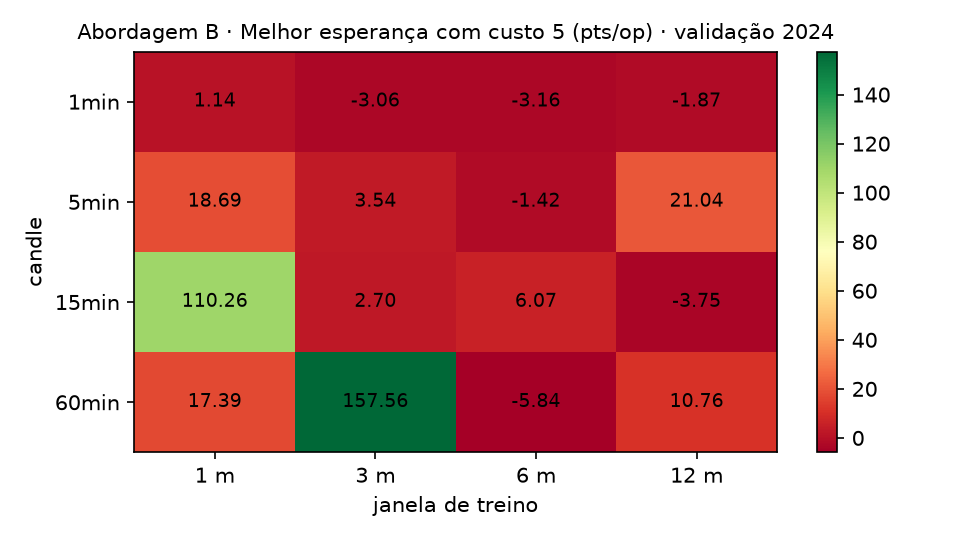 Abordagem B · Melhor esperança com custo 5 (pts/op) · validação 2024
candle
1min 1.14 -3.06 -3.16 -1.87
5min 18.69 3.54 -1.42 21.04
15min 110.26 2.70 6.07 -3.75
60min 17.39 157.56 -5.84 10.76
1 m 3 m 6 m 12 m
janela de treino
140
120
100
80
60
40
20
0